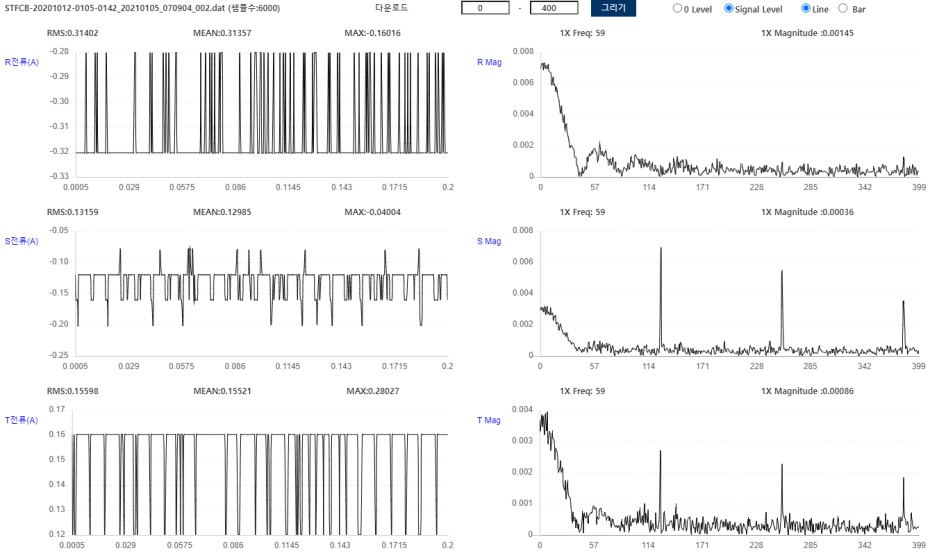 STFCB-20201012-0105-0142_20210105_070904_002.dat (샘플수:6000) 다운로드 0 - 400 그리기 0 Level Signal Level Line Bar
RMS:0.31402 MEAN:0.31357 MAX:-0.16016 1X Freq: 59 1X Magnitude :0.00145
R전류(A)
-0.28
-0.29
-0.30
-0.31
-0.32
-0.33
0.0005 0.029 0.0575 0.086 0.1145 0.143 0.1715 0.2
R Mag
0.008
0.006
0.004
0.002
0
0 57 114 171 228 285 342 399
RMS:0.13159 MEAN:0.12985 MAX:-0.04004 1X Freq: 59 1X Magnitude :0.00036
S전류(A)
-0.05
-0.10
-0.15
-0.20
-0.25
0.0005 0.029 0.0575 0.086 0.1145 0.143 0.1715 0.2
S Mag
0.008
0.006
0.004
0.002
0
0 57 114 171 228 285 342 399
RMS:0.15598 MEAN:0.15521 MAX:0.28027 1X Freq: 59 1X Magnitude :0.00086
T전류(A)
0.17
0.16
0.15
0.14
0.13
0.12
0.0005 0.029 0.0575 0.086 0.1145 0.143 0.1715 0.2
T Mag
0.004
0.003
0.002
0.001
0
0 57 114 171 228 285 342 399